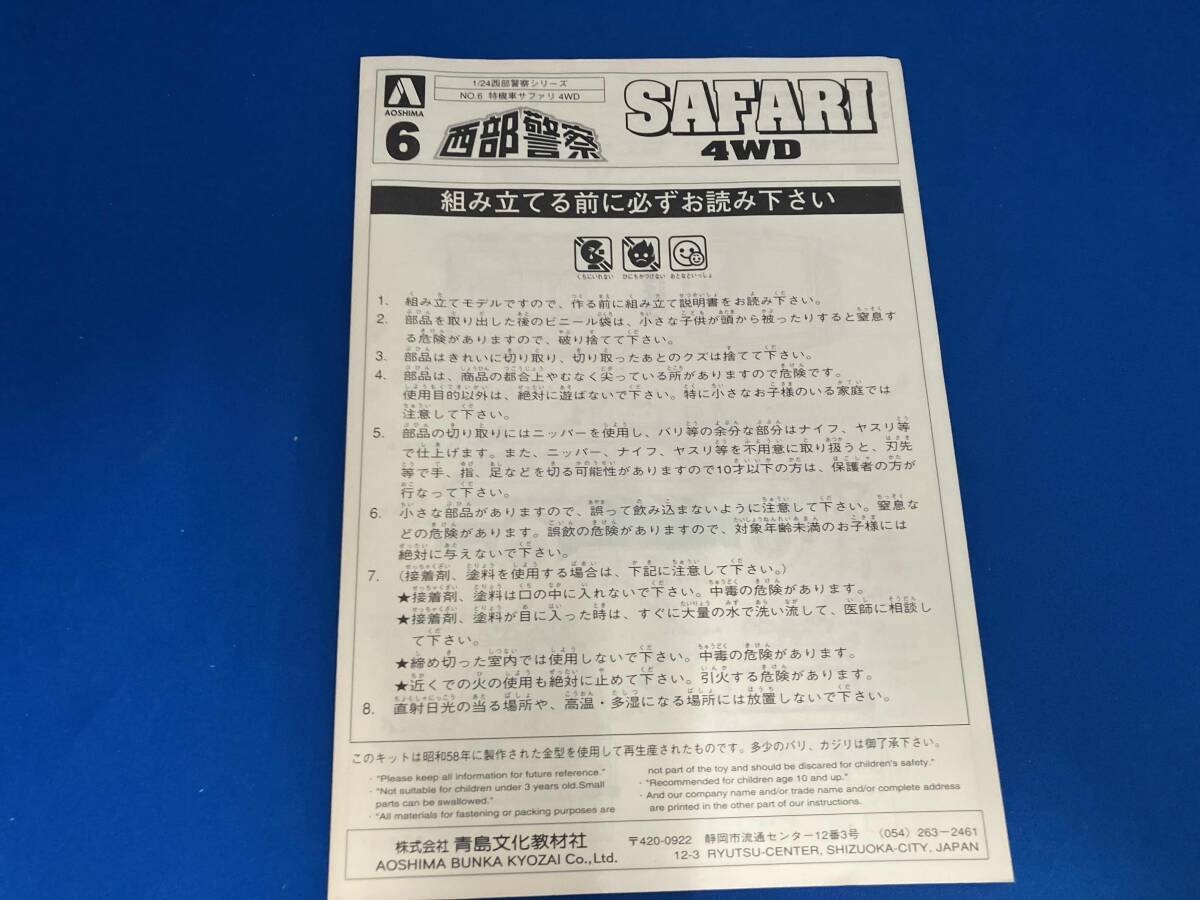 AOSHIMA
6
1/24西部警察シリーズ
NO.6 特機車サファリ 4WD
西部警察
SAFARI
4WD
組み立てる前に必ずお読み下さい
くちにいれない ひにちかづけない おとなといっしょ
1. 組み立てモデルですので、作る前に組み立て説明書をお読み下さい。
2. 部品を取り出した後のビニール袋は、小さな子供が頭から被ったりすると窒息す
る危険がありますので、破り捨てて下さい。
3. 部品はきれいに切り取り、切り取ったあとのクズは捨てて下さい。
4. 部品は、商品の都合上やむなく尖っている所がありますので危険です。
使用目的以外は、絶対に遊ばないで下さい。特に小さなお子様のいる家庭では
注意して下さい。
5. 部品の切り取りにはニッパーを使用し、バリ等の余分な部分はナイフ、ヤスリ等
で仕上げます。また、ニッパー、ナイフ、ヤスリ等を不用意に取り扱うと、刃先
等で手、指、足などを切る可能性がありますので10才以下の方は、保護者の方が
行なって下さい。
6. 小さな部品がありますので、誤って飲み込まないように注意して下さい。窒息な
どの危険があります。誤飲の危険がありますので、対象年齢未満のお子様には
絶対に与えないで下さい。
7. (接着剤、塗料を使用する場合は、下記に注意して下さい。)
★接着剤、塗料は口の中に入れないで下さい。中毒の危険があります。
★接着剤、塗料が目に入った時は、すぐに大量の水で洗い流して、医師に相談し
て下さい。
★締め切った室内では使用しないで下さい。中毒の危険があります。
★近くでの火の使用も絶対に止めて下さい。引火する危険があります。
8. 直射日光の当る場所や、高温・多湿になる場所には放置しないで下さい。
このキットは昭和58年に製作された金型を使用して再生産されたものです。多少のバリ、カジリは御了承下さい。
・"Please keep all information for future reference."
・"Not suitable for children under 3 years old.Small
parts can be swallowed."
・"All materials for fastening or packing purposes are
not part of the toy and should be discared for children's safety."
・"Recommended for children age 10 and up."
・And our company name and/or trade name and/or complete address
are printed in the other part of our instructions.
株式会社 青島文化教材社
AOSHIMA BUNKA KYOZAI Co., Ltd.
〒420-0922 静岡市流通センター12番3号 (054) 263-2461
12-3 RYUTSU-CENTER, SHIZUOKA-CITY, JAPAN